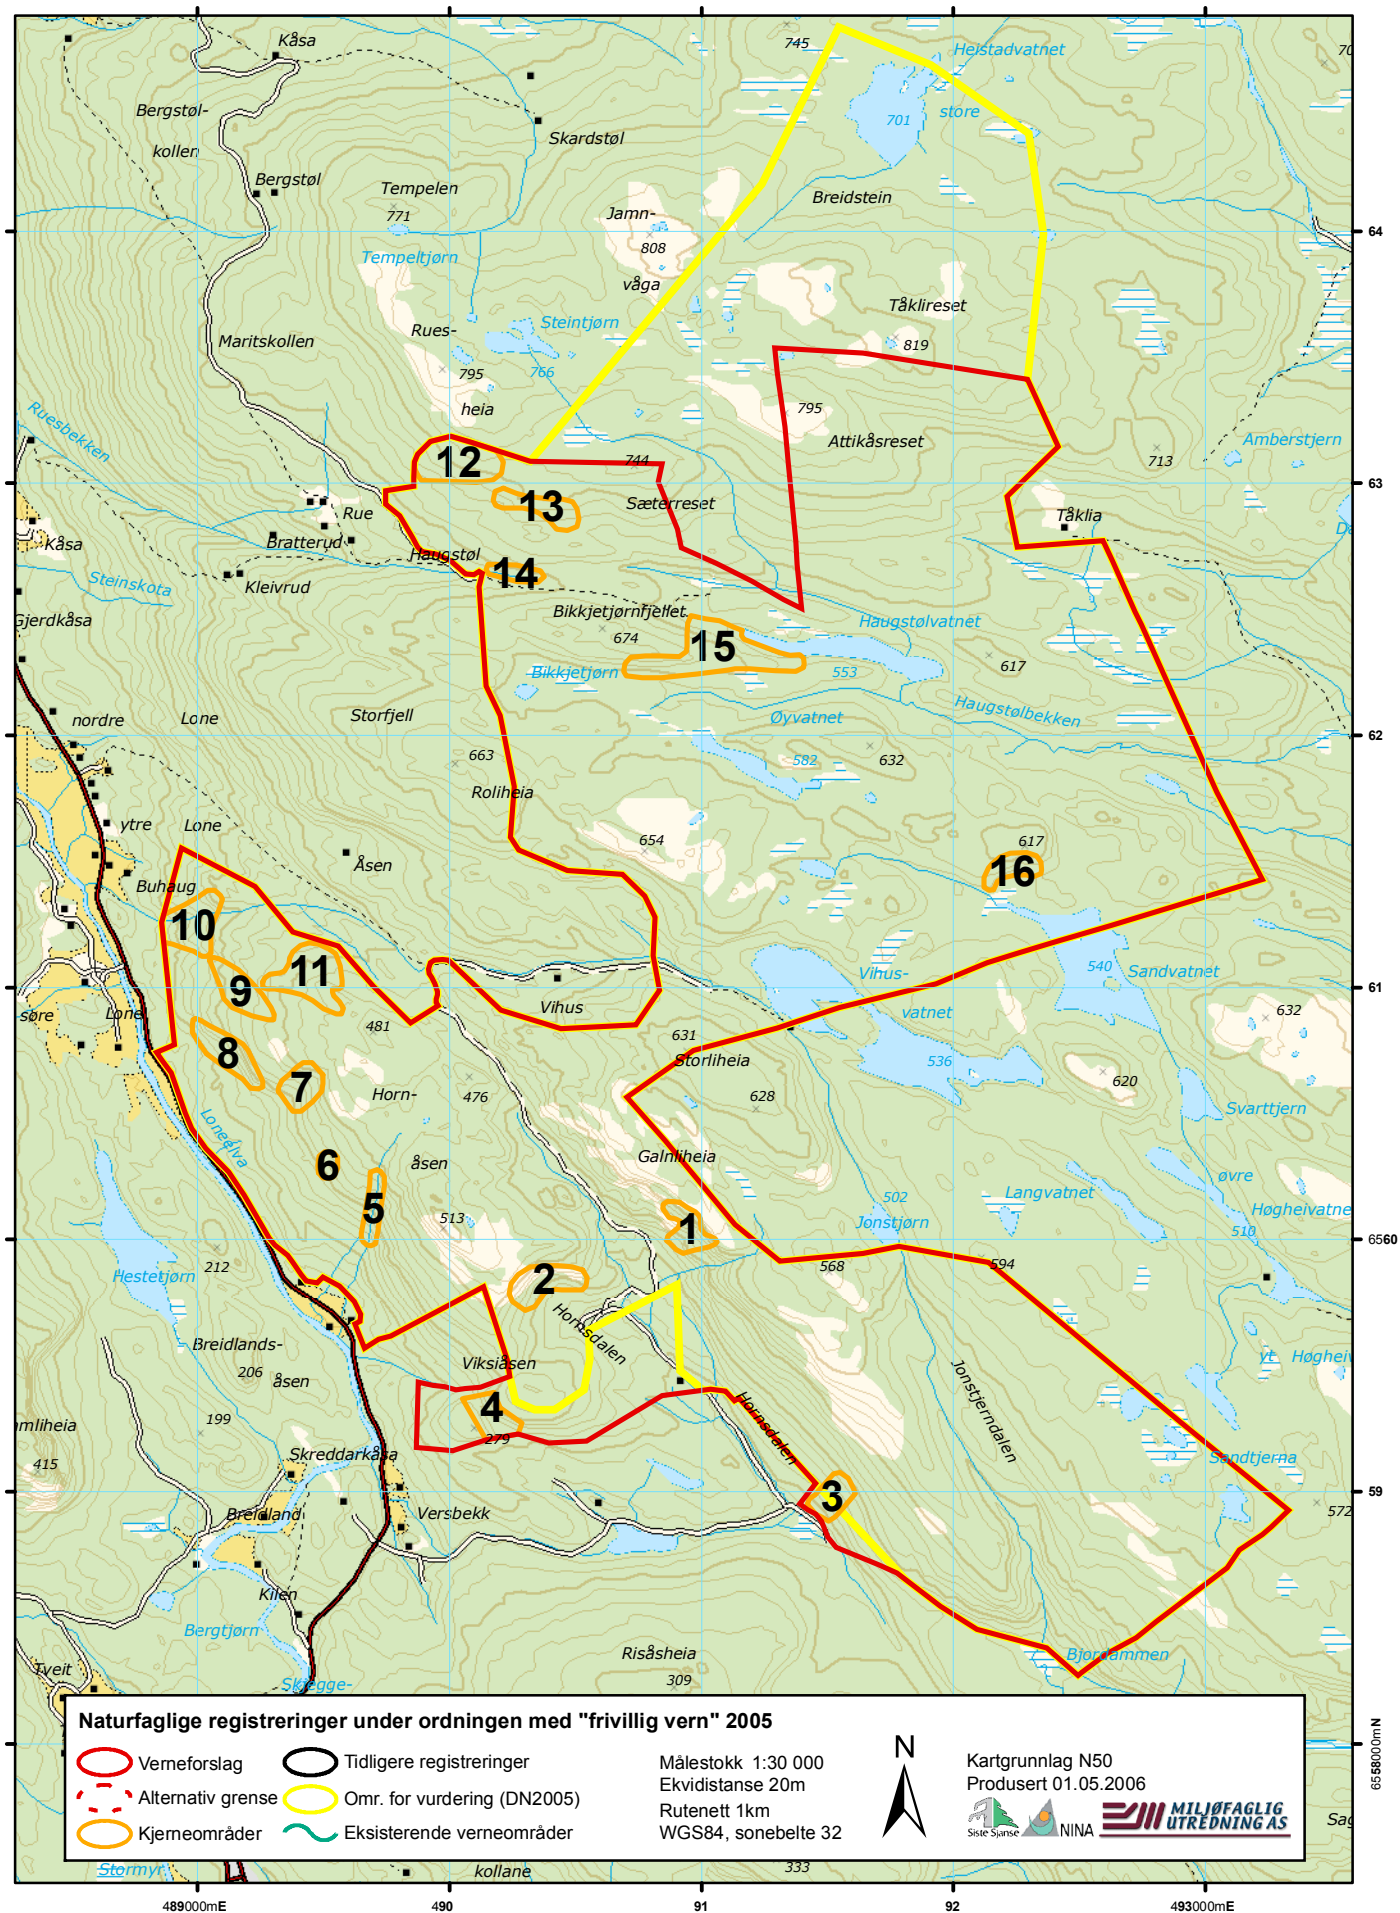 Kåsa
745
Heistadvatnet
Bergstøl-
store
701
kollen
Skardstøl
Bergstøl
Tempelen
Breidstein
771
Jamn-
64
808
Tempeltjørn
våga
Tåklireset
Steintjørn
Rues-
Maritskollen
819
795
766
heia
795
Ruesbekken
Attikåsreset
Amberstjern
12
744
713
63
13
Sæterreset
Rue
Tåklia
Kåsa
Bratterud
Haugstøl
14
Steinskota
Kleivrud
Bikkjetjørnfjellet
Haugstølvatnet
Gjerdkåsa
674
15
617
Bikkjetjørn
553
nordre
Lone
Storfjell
Øyvatnet
Haugstølbekken
62
663
582
632
Roliheia
ytre
Lone
654
617
Åsen
16
Buhaug
10
11
Vihus-
540
Sandvatnet
9
61
søre
Lone
Vihus
vatnet
632
481
631
8
Storliheia
536
620
7
Horn-
476
628
Svarttjern
Loneelva
Galnliheia
6
åsen
øvre
5
502
Langvatnet
Høgheivatne
513
1
Jonstjørn
510
6560
Hestetjørn
212
568
594
2
Hornsdalen
Breidlands-
yt
Høgheiv
206
åsen
Viksiåsen
Jonstjerndalen
4
Hornsdalen
199
279
mliheia
Skreddarkåsa
Sandtjerna
415
3
59
Breidland
Versbekk
572
Kilen
Bergtjørn
Risåsheia
Bjordammen
Tveit
309
Skjegge-
Naturfaglige registreringer under ordningen med "frivillig vern" 2005
Verneforslag
Tidligere registreringer
Alternativ grense
Omr. for vurdering (DN2005)
Kjerneområder
Eksisterende verneområder
Målestokk 1:30 000
Ekvidistanse 20m
Rutenett 1km
WGS84, sonebelte 32
N
Kartgrunnlag N50
Produsert 01.05.2006
Siste Sjanse
NINA
MILJØFAGLIG
UTREDNING AS
6558000mN
Sag
Stormyr
kollane
333
489000mE
490
91
92
493000mE